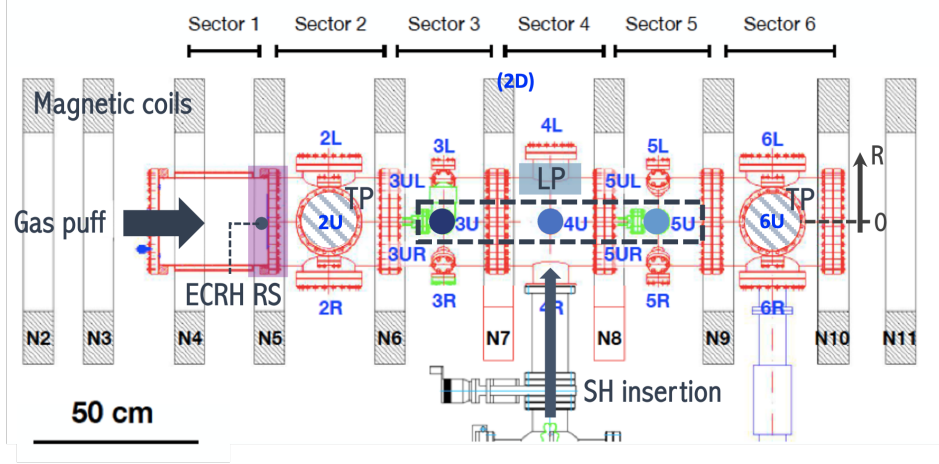 Sector 1 Sector 2 Sector 3 Sector 4 Sector 5 Sector 6
(2D)
Magnetic coils
2L 3L 4L 5L 6L
R
3UL LP 5UL
TP TP
Gas puff 2U 3U 4U 5U 6U 0
3UR 5UR
ECRH RS
2R 3R 4R 5R 6R
N2 N3 N4 N5 N6 N7 N8 N9 N10 N11
SH insertion
50 cm